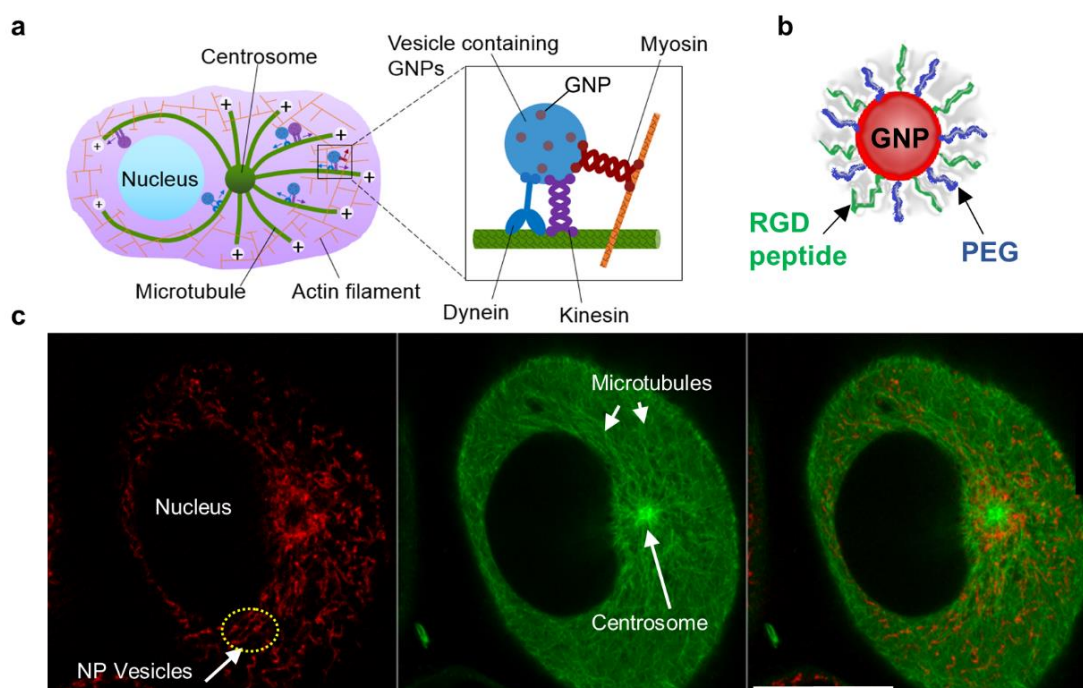 a
Centrosome
Vesicle containing
GNPs
Myosin
GNP
Nucleus
+
+
+
+
+
+
+
+
Microtubule
Actin filament
Dynein
Kinesin
b
GNP
RGD
peptide
PEG
c
Nucleus
NP Vesicles
Microtubules
Centrosome